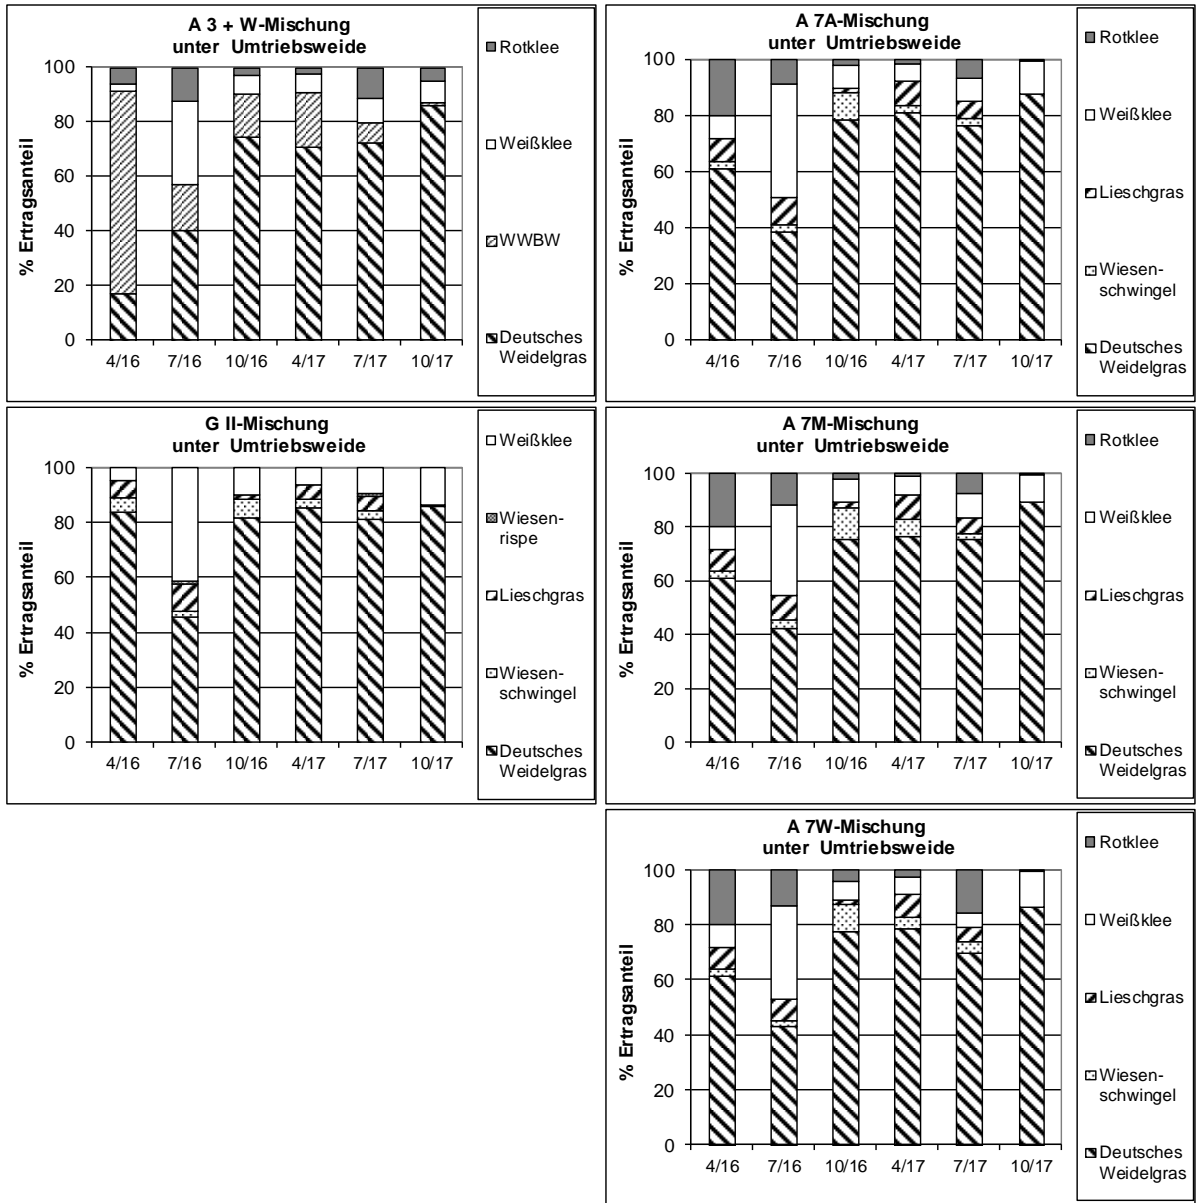 A 3 + W-Mischung
unter Umtriebsweide
% Ertragsanteil
100
80
60
40
20
0
4/16 7/16 10/16 4/17 7/17 10/17
Rotklee
Weißklee
WWBW
Deutsches
Weidelgras
A 7A-Mischung
unter Umtriebsweide
% Ertragsanteil
100
80
60
40
20
0
4/16 7/16 10/16 4/17 7/17 10/17
Rotklee
Weißklee
Lieschgras
Wiesen-
schwingel
Deutsches
Weidelgras
G II-Mischung
unter Umtriebsweide
% Ertragsanteil
100
80
60
40
20
0
4/16 7/16 10/16 4/17 7/17 10/17
Weißklee
Wiesen-
rispe
Lieschgras
Wiesen-
schwingel
Deutsches
Weidelgras
A 7M-Mischung
unter Umtriebsweide
% Ertragsanteil
100
80
60
40
20
0
4/16 7/16 10/16 4/17 7/17 10/17
Rotklee
Weißklee
Lieschgras
Wiesen-
schwingel
Deutsches
Weidelgras
A 7W-Mischung
unter Umtriebsweide
% Ertragsanteil
100
80
60
40
20
0
4/16 7/16 10/16 4/17 7/17 10/17
Rotklee
Weißklee
Lieschgras
Wiesen-
schwingel
Deutsches
Weidelgras